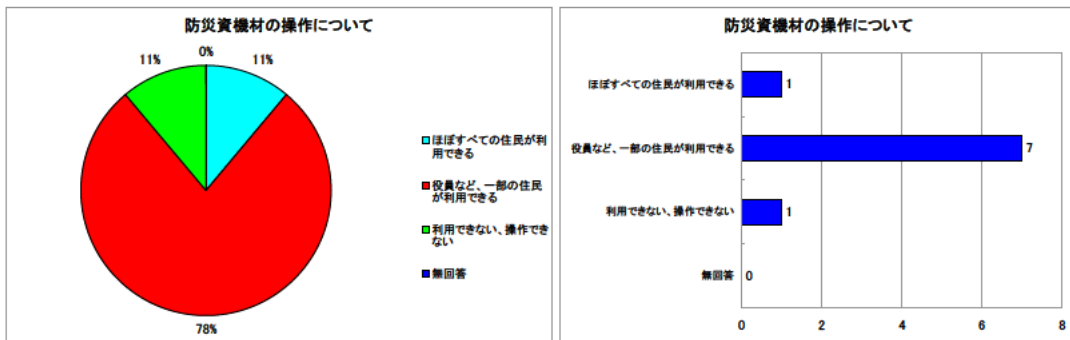 防災資機材の操作について
0%
11%
11%
78%
ほぼすべての住民が利
用できる
役員など、一部の住民
が利用できる
利用できない、操作でき
ない
無回答
防災資機材の操作について
ほぼすべての住民が利用できる
1
役員など、一部の住民が利用できる
7
利用できない、操作できない
1
無回答
0
0 2 4 6 8